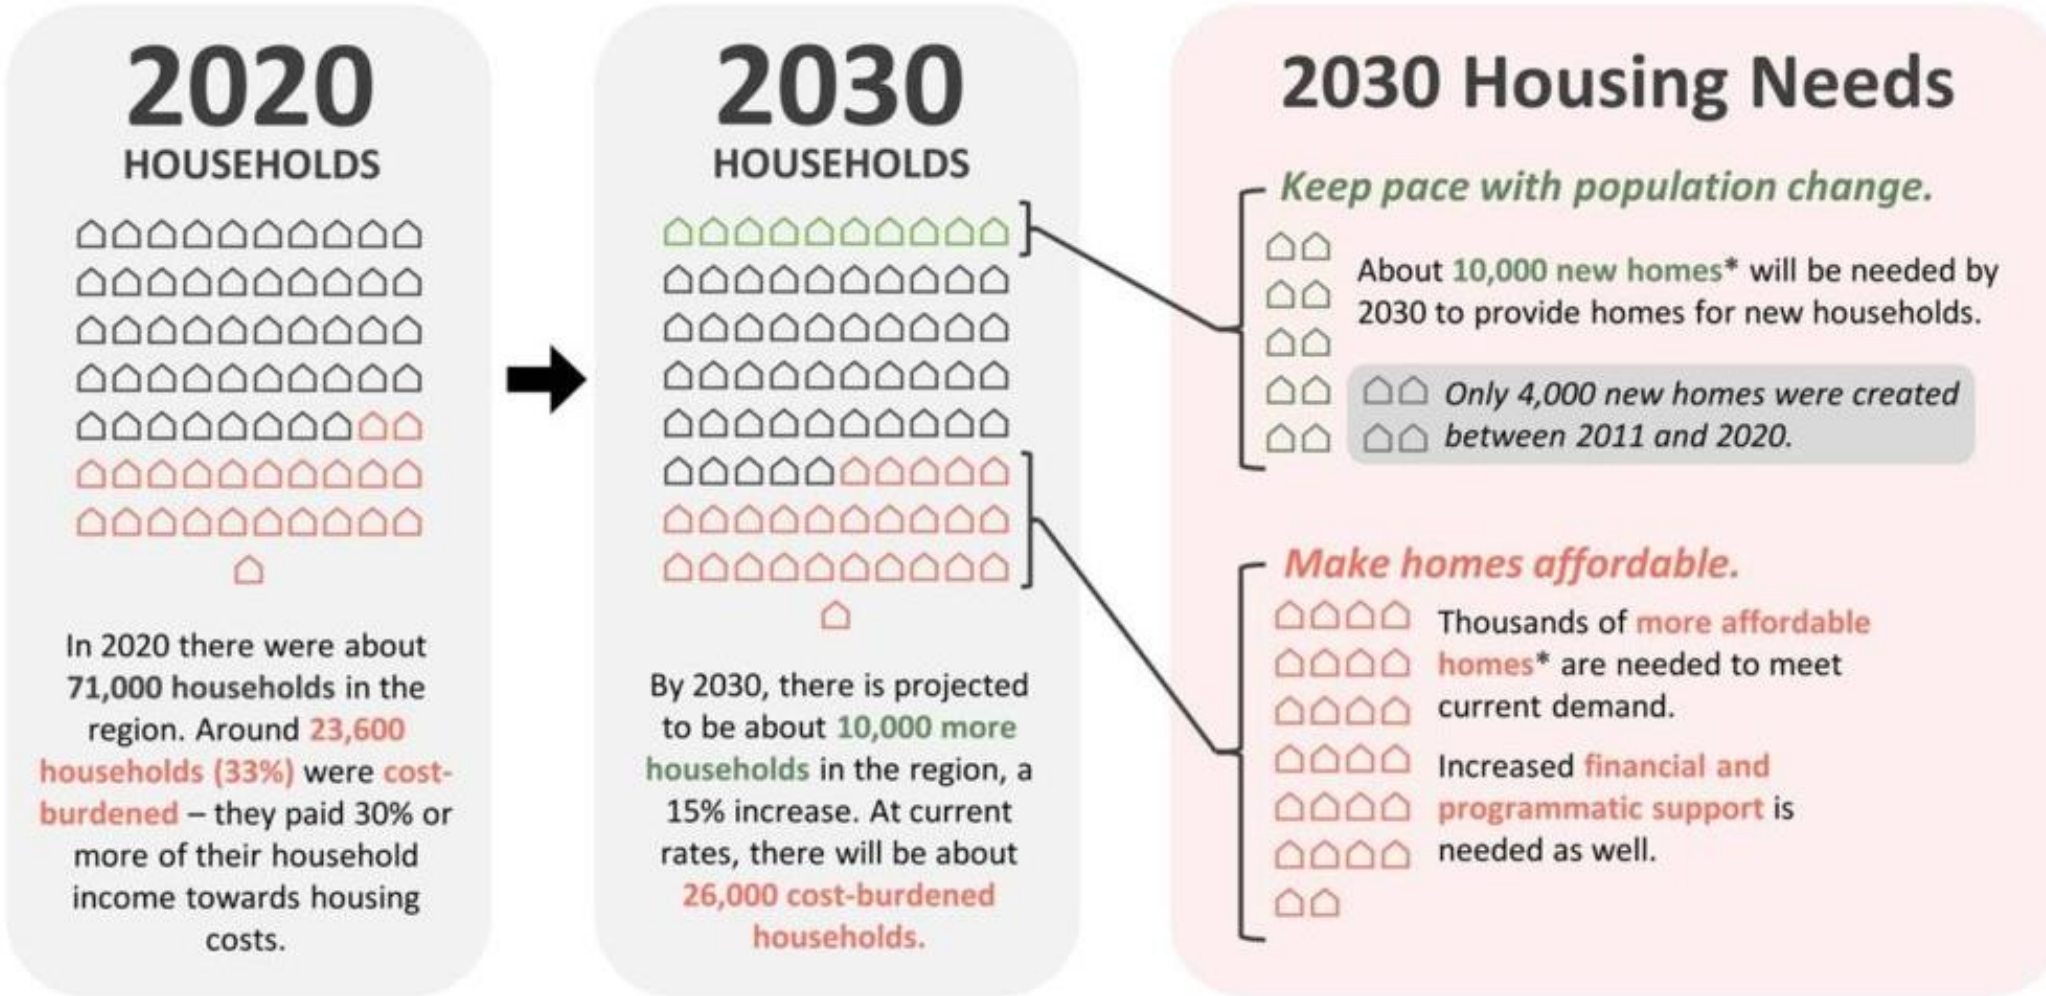 2020
HOUSEHOLDS
In 2020 there were about
71,000 households in the
region. Around 23,600
households (33%) were cost-
burdened – they paid 30% or
more of their household
income towards housing
costs.
2030
HOUSEHOLDS
By 2030, there is projected
to be about 10,000 more
households in the region, a
15% increase. At current
rates, there will be about
26,000 cost-burdened
households.
2030 Housing Needs
Keep pace with population change.
About 10,000 new homes* will be needed by
2030 to provide homes for new households.
Only 4,000 new homes were created
between 2011 and 2020.
Make homes affordable.
Thousands of more affordable
homes* are needed to meet
current demand.
Increased financial and
programmatic support is
needed as well.